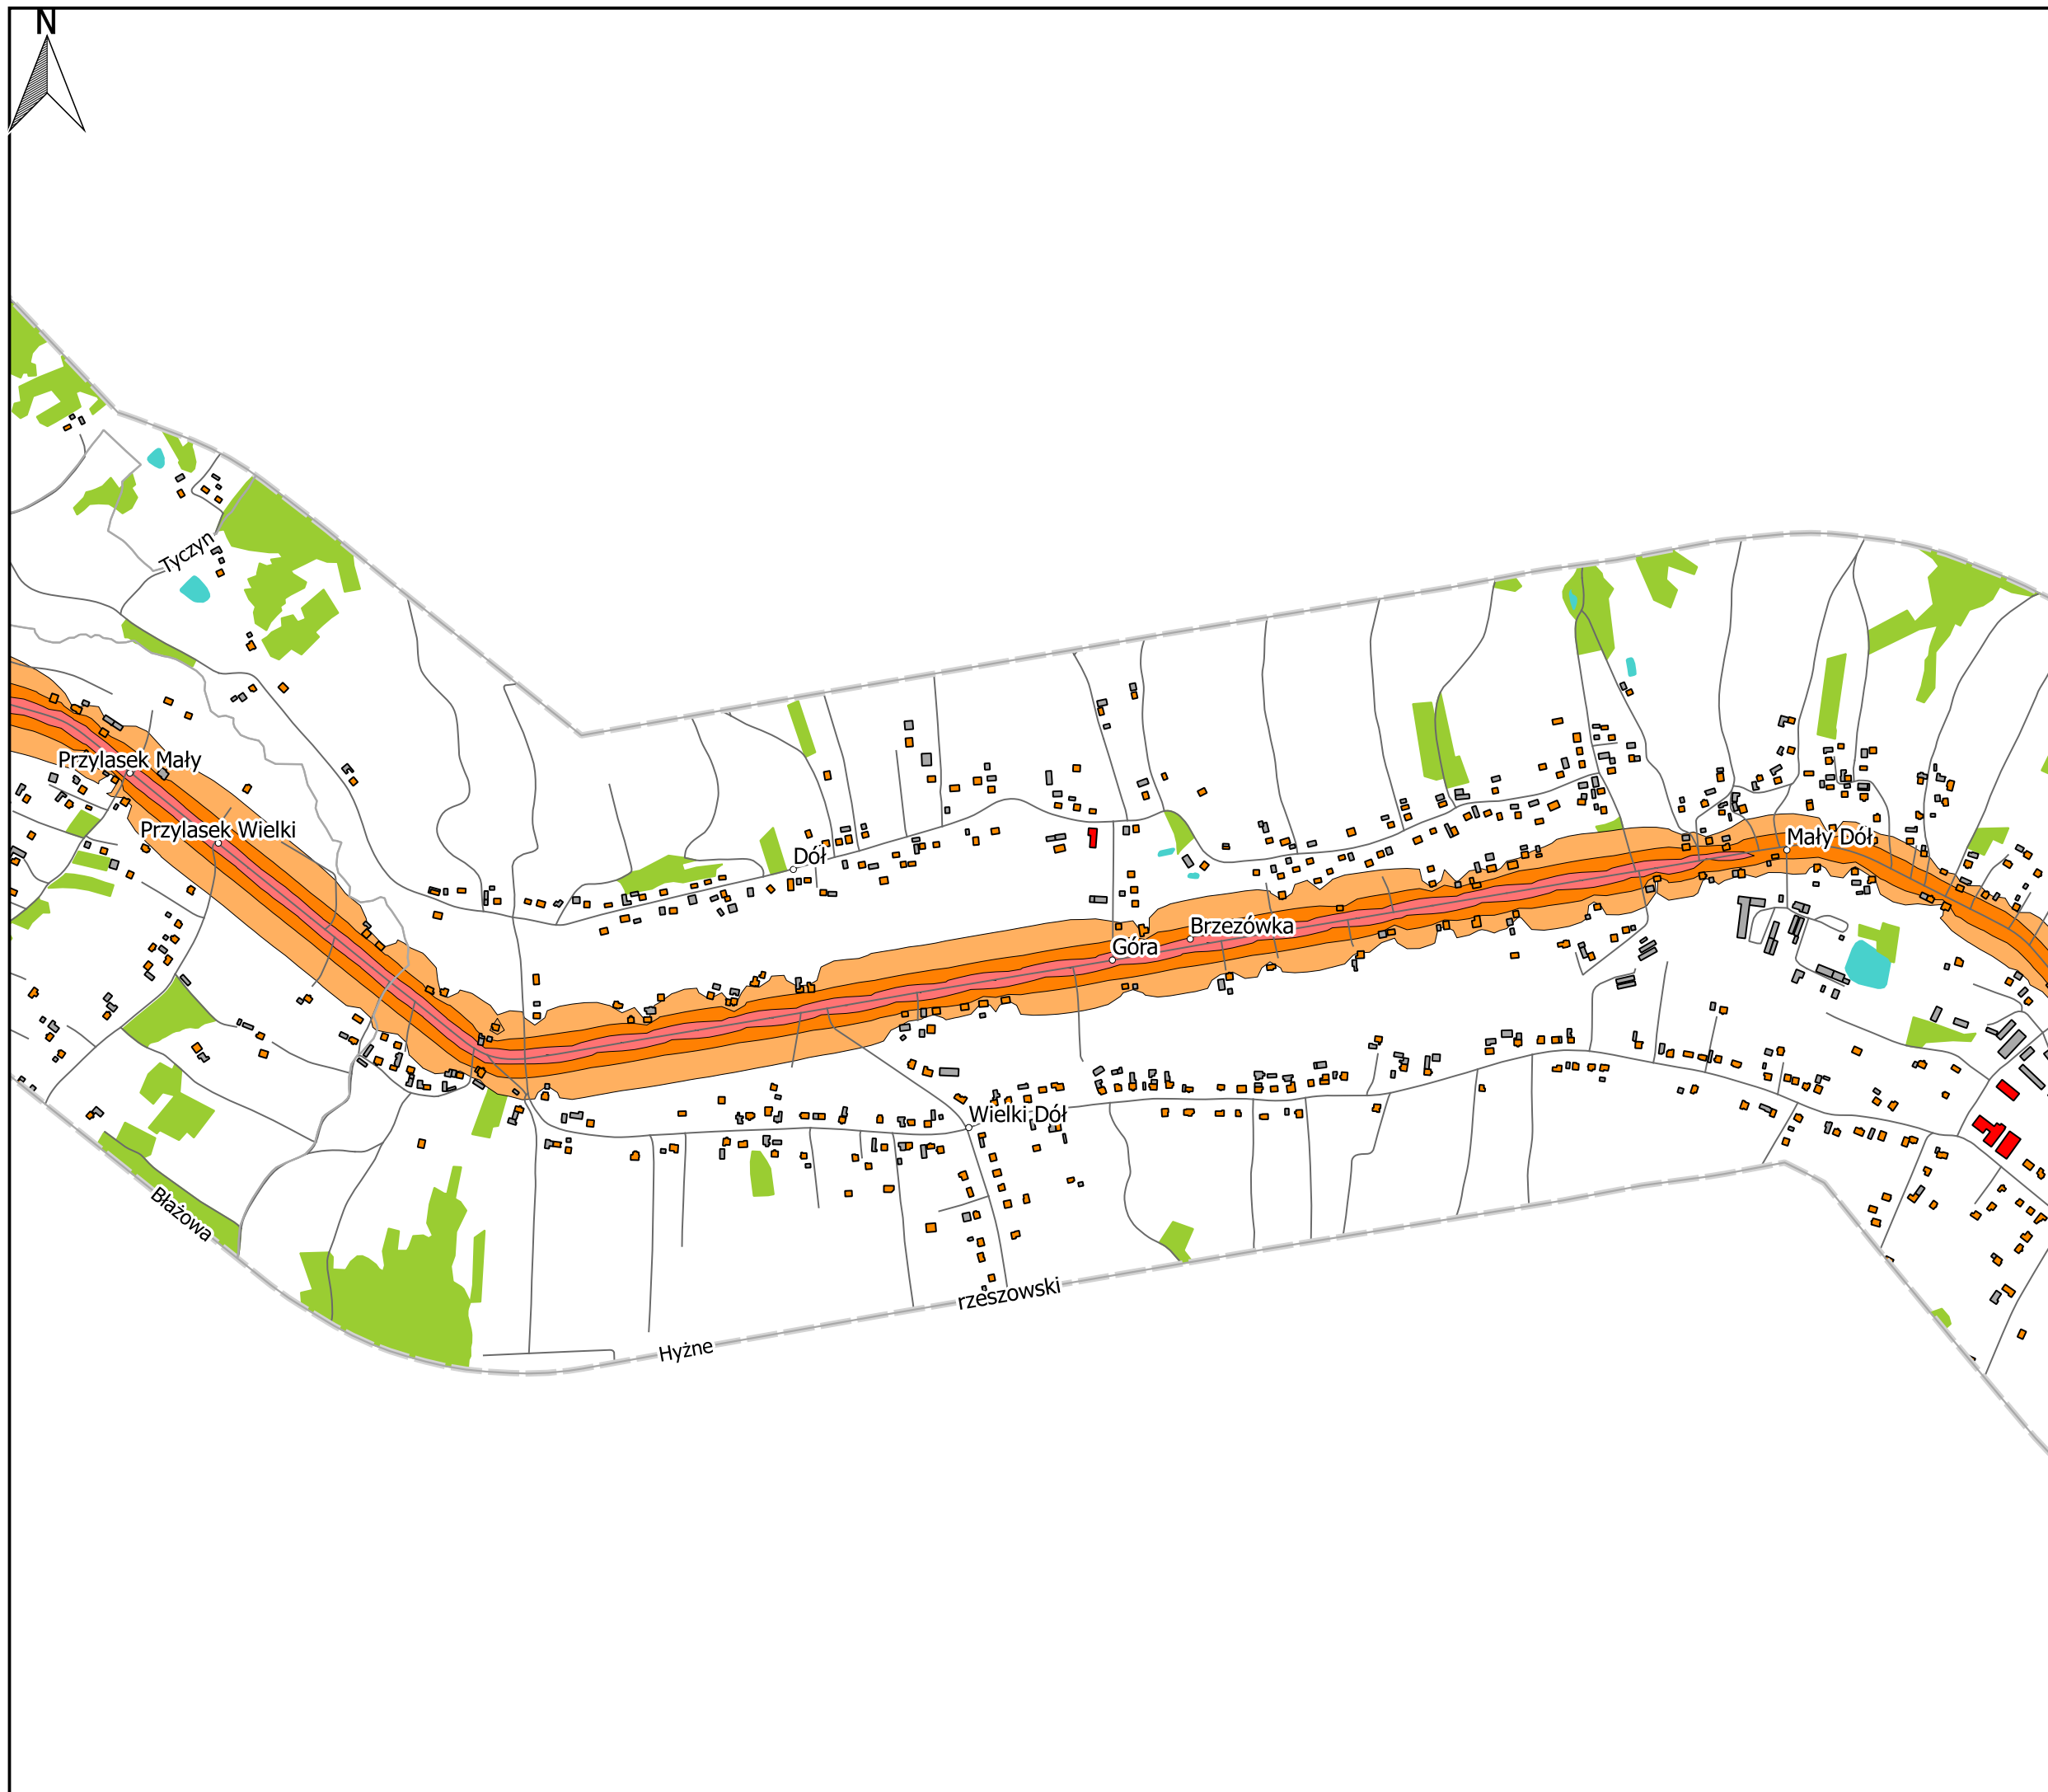 N
Tyczyn
Przylasek Mały
Przylasek Wielki
Dół
Mały Dół
Brzezówka
Góra
Wielki Dół
Błażowa
rzeszowski
Hyżne